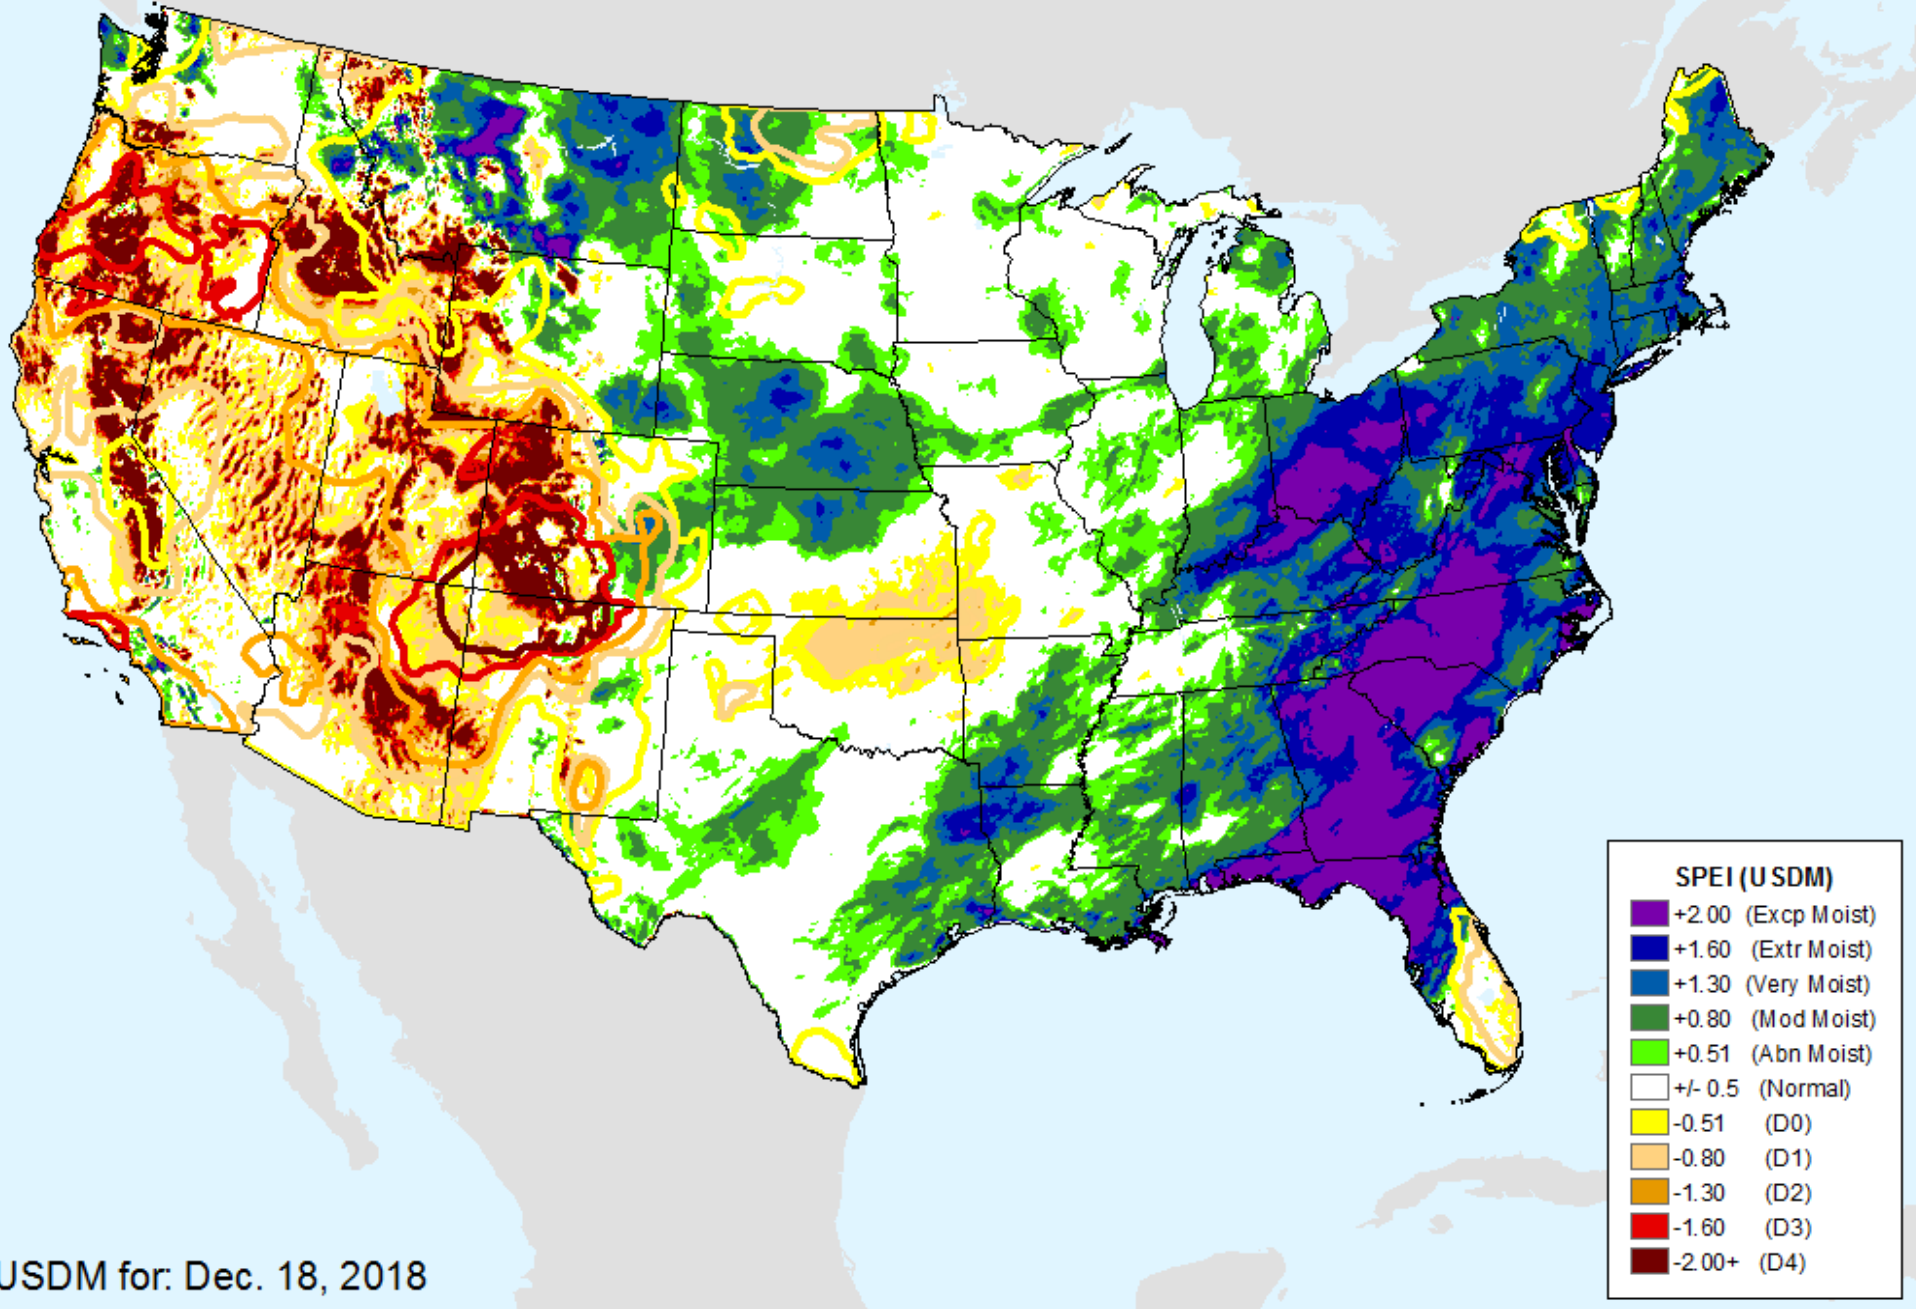 SPEI (USDM)
+2.00 (Excp Moist)
+1.60 (Extr Moist)
+1.30 (Very Moist)
+0.80 (Mod Moist)
+0.51 (Abn Moist)
+/- 0.5 (Normal)
-0.51 (D0)
-0.80 (D1)
-1.30 (D2)
-1.60 (D3)
-2.00+ (D4)
USDM for: Dec. 18, 2018